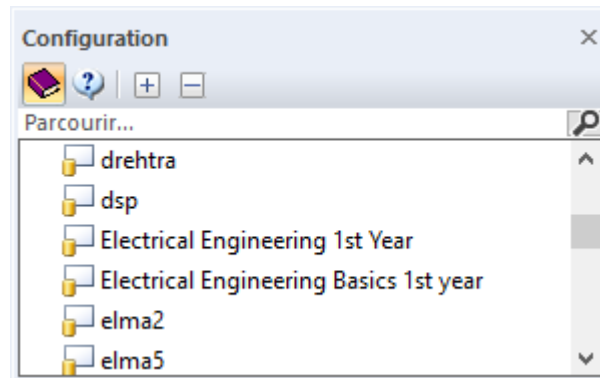 Configuration
Parcourir...
drehtra
dsp
Electrical Engineering 1st Year
Electrical Engineering Basics 1st year
elma2
elma5